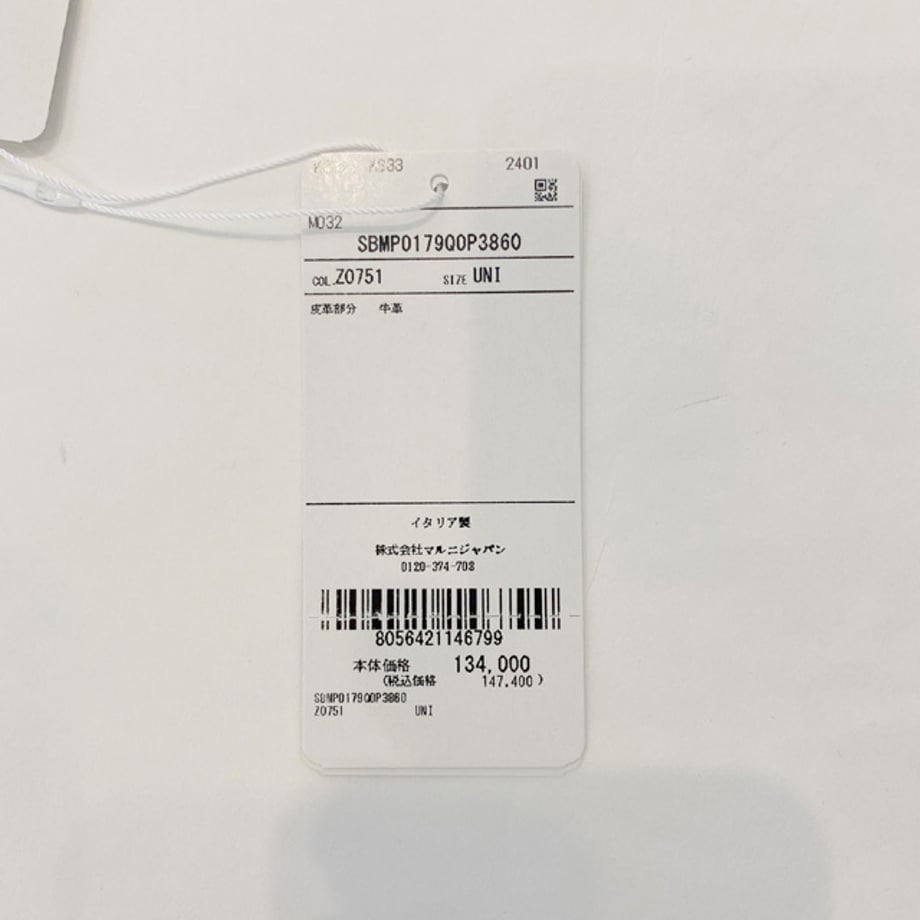 2401
M032
SBMP0179Q0P3860
COL.Z0751 SIZE UNI
皮革部分 牛革
イタリア製
株式会社マルニジャパン
0120-374-708
8056421146799
本体価格 134,000
(税込価格 147,400)
SBMP0179Q0P3860
Z0751 UNI